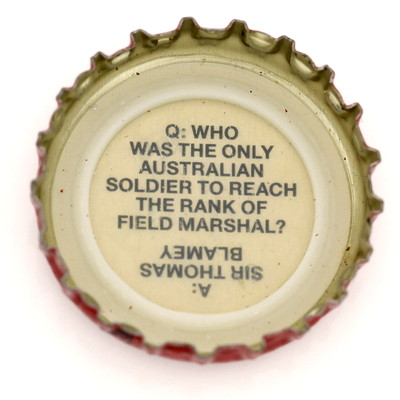 Q: WHO
WAS THE ONLY
AUSTRALIAN
SOLDIER TO REACH
THE RANK OF
FIELD MARSHAL?
A:
SIR THOMAS
BLAMEY